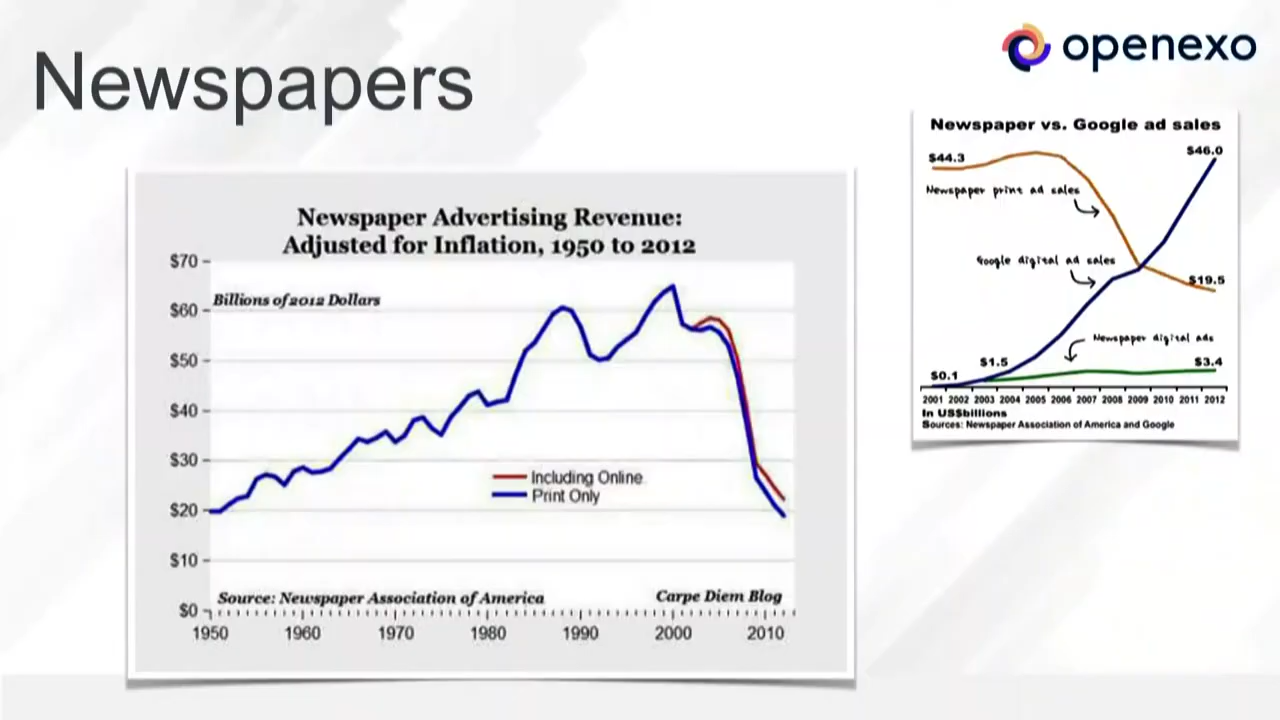 Newspapers
openexo
Newspaper Advertising Revenue:
Adjusted for Inflation, 1950 to 2012
$70
$60
$50
$40
$30
$20
$10
$0
Billions of 2012 Dollars
Including Online
Print Only
Source: Newspaper Association of America
Carpe Diem Blog
1950 1960 1970 1980 1990 2000 2010
Newspaper vs. Google ad sales
$44.3
$46.0
Newspaper print ad sales
Google digital ad sales
$19.5
Newspaper digital ads
$0.1
$1.5
$3.4
2001 2002 2003 2004 2005 2006 2007 2008 2009 2010 2011 2012
In US$billions
Sources: Newspaper Association of America and Google